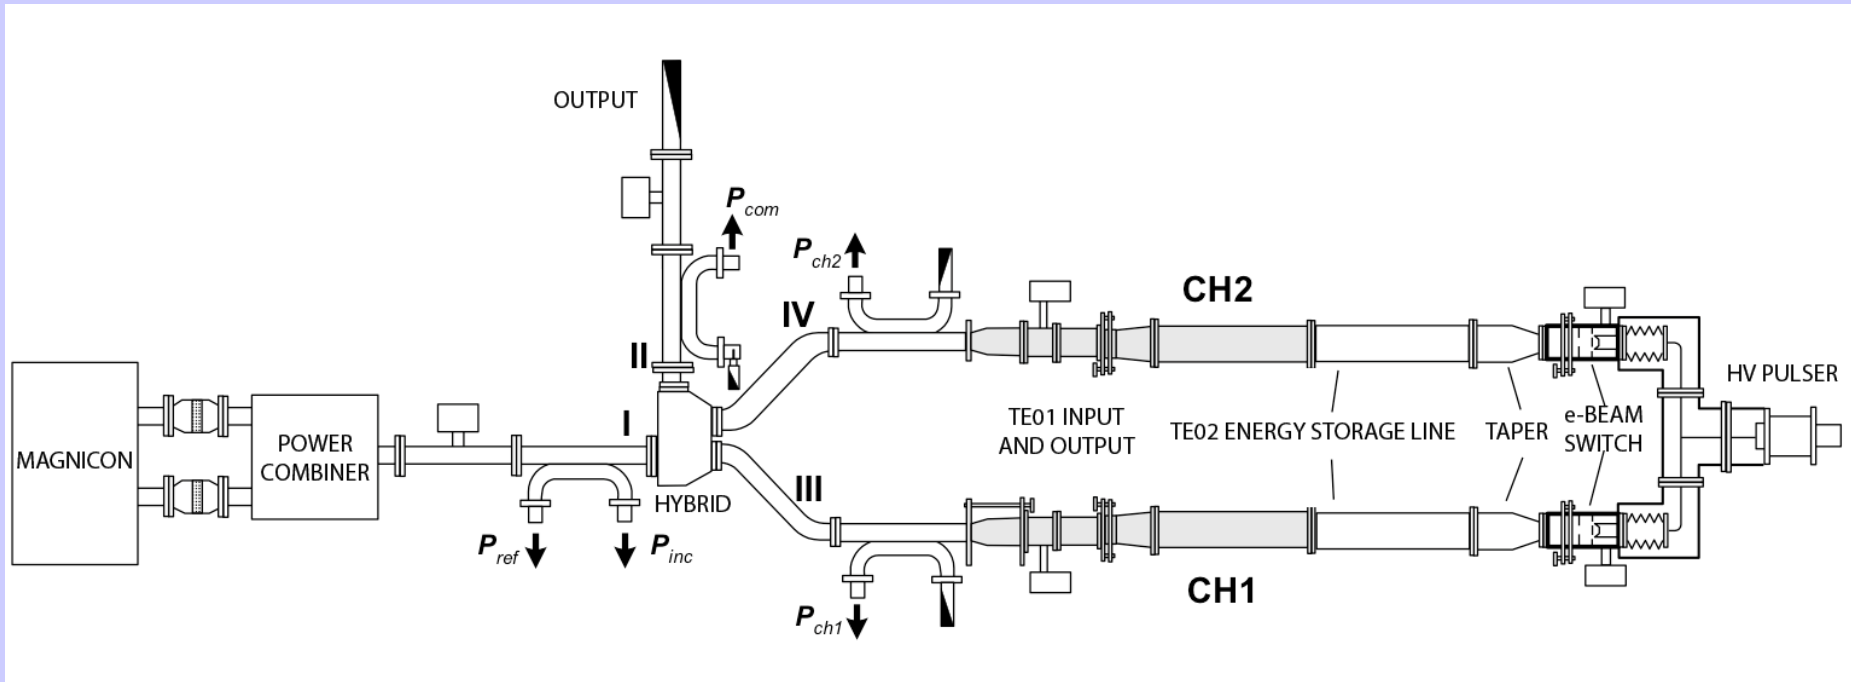 OUTPUT
P com
P ch2
CH2
IV
II
HV PULSER
I
MAGNICON
POWER
COMBINER
TE01 INPUT
AND OUTPUT
TE02 ENERGY STORAGE LINE
TAPER
e-BEAM
SWITCH
HYBRID
III
P ref
P inc
P ch1
CH1